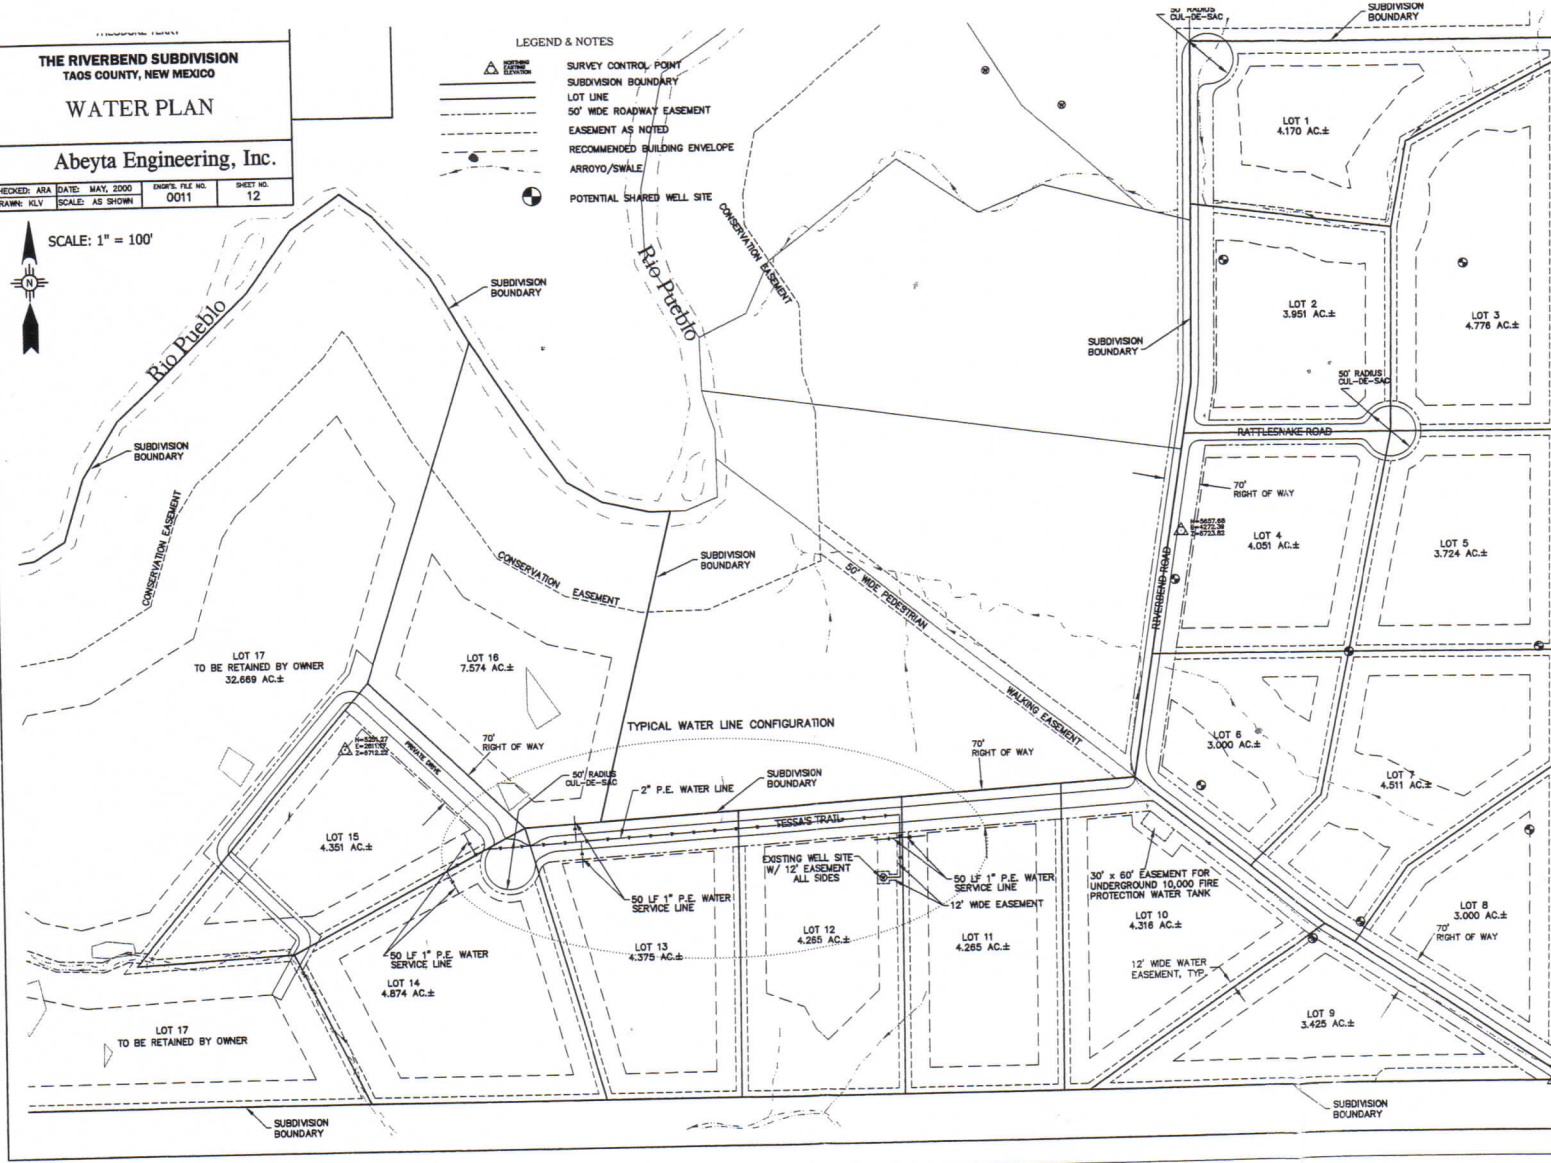 THE RIVERBEND SUBDIVISION
TAOS COUNTY, NEW MEXICO
WATER PLAN
Abeyta Engineering, Inc.
HECKED: ARA
DATE: MAY, 2000
ENGR'S. FILE NO.
0011
SHEET NO.
12
RAWN: KLV
SCALE: AS SHOWN
SCALE: 1" = 100'
N
LEGEND & NOTES
NORTHING
EASTING
ELEVATION
SURVEY CONTROL POINT
SUBDIVISION BOUNDARY
LOT LINE
50' WIDE ROADWAY EASEMENT
EASEMENT AS NOTED
RECOMMENDED BUILDING ENVELOPE
ARROYO/SWALE
POTENTIAL SHARED WELL SITE
50' RADIUS
CUL-DE-SAC
SUBDIVISION
BOUNDARY
LOT 1
4.170 AC.±
CONSERVATION EASEMENT
Rio Pueblo
Rio Pueblo
SUBDIVISION
BOUNDARY
LOT 2
3.951 AC.±
LOT 3
4.776 AC.±
SUBDIVISION
BOUNDARY
50' RADIUS
CUL-DE-SAC
RATTLESNAKE ROAD
SUBDIVISION
BOUNDARY
CONSERVATION EASEMENT
70'
RIGHT OF WAY
LOT 4
4.051 AC.±
LOT 5
3.724 AC.±
RIVERBEND ROAD
SUBDIVISION
BOUNDARY
CONSERVATION EASEMENT
50' WIDE PEDESTRIAN
WALKING EASEMENT
LOT 17
TO BE RETAINED BY OWNER
32.669 AC.±
LOT 16
7.574 AC.±
TYPICAL WATER LINE CONFIGURATION
70'
RIGHT OF WAY
PRIVATE DRIVE
50' RADIUS
CUL-DE-SAC
2" P.E. WATER LINE
SUBDIVISION
BOUNDARY
70'
RIGHT OF WAY
LOT 6
3.000 AC.±
LOT 7
4.511 AC.±
TESSA'S TRAIL
LOT 15
4.351 AC.±
EXISTING WELL SITE
W/ 12' EASEMENT
ALL SIDES
50 LF 1" P.E. WATER
SERVICE LINE
12' WIDE EASEMENT
30' x 60' EASEMENT FOR
UNDERGROUND 10,000 FIRE
PROTECTION WATER TANK
50 LF 1" P.E. WATER
SERVICE LINE
LOT 10
4.316 AC.±
LOT 8
3.000 AC.±
70'
RIGHT OF WAY
LOT 12
4.265 AC.±
LOT 11
4.265 AC.±
LOT 13
4.375 AC.±
50 LF 1" P.E. WATER
SERVICE LINE
12' WIDE WATER
EASEMENT, TYP.
LOT 14
4.874 AC.±
LOT 9
3.425 AC.±
LOT 17
TO BE RETAINED BY OWNER
SUBDIVISION
BOUNDARY
SUBDIVISION
BOUNDARY